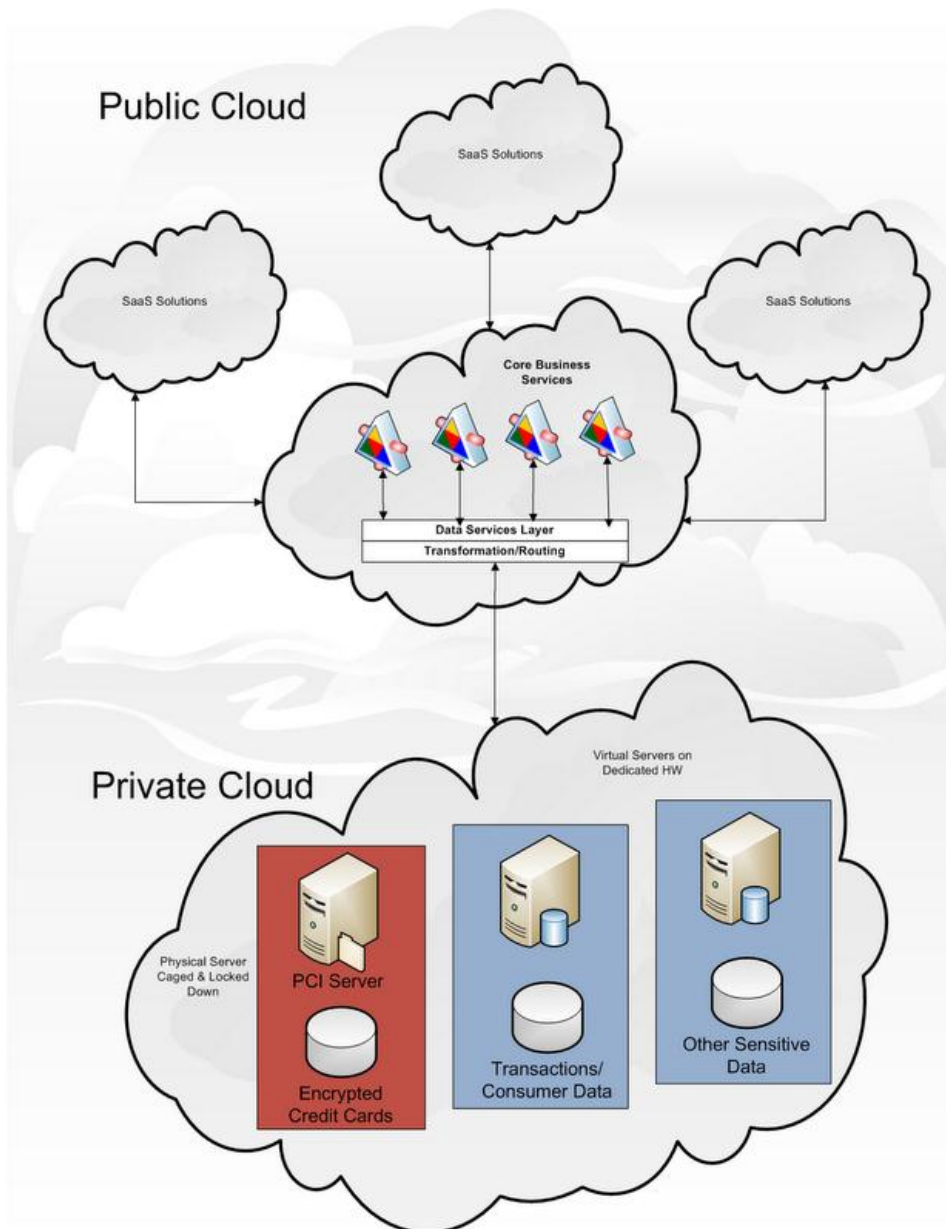 Public Cloud
SaaS Solutions
SaaS Solutions
SaaS Solutions
Core Business
Services
Data Services Layer
Transformation/Routing
Private Cloud
Virtual Servers on
Dedicated HW
Physical Server
Caged & Locked
Down
PCI Server
Encrypted
Credit Cards
Transactions/
Consumer Data
Other Sensitive
Data